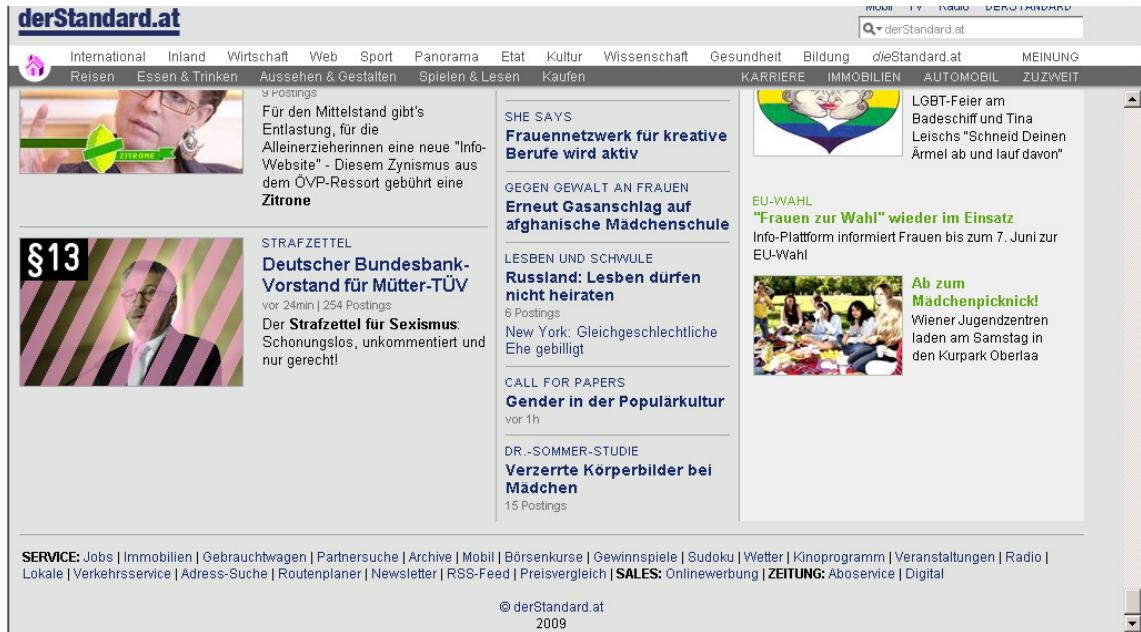 Mobil TV Radio DERSTANDARD
derStandard.at
derStandard.at
International Inland Wirtschaft Web Sport Panorama Etat Kultur Wissenschaft Gesundheit Bildung dieStandard.at MEINUNG
Reisen Essen & Trinken Aussehen & Gestalten Spielen & Lesen Kaufen KARRIERE IMMOBILIEN AUTOMOBIL ZUZWEIT
ZITRONE
9 Postings
Für den Mittelstand gibt's
Entlastung, für die
Alleinerzieherinnen eine neue "Info-
Website" - Diesem Zynismus aus
dem ÖVP-Ressort gebührt eine
Zitrone
§13
STRAFZETTEL
Deutscher Bundesbank-
Vorstand für Mütter-TÜV
vor 24min | 254 Postings
Der Strafzettel für Sexismus:
Schonungslos, unkommentiert und
nur gerecht!
SHE SAYS
Frauennetzwerk für kreative
Berufe wird aktiv
GEGEN GEWALT AN FRAUEN
Erneut Gasanschlag auf
afghanische Mädchenschule
LESBEN UND SCHWULE
Russland: Lesben dürfen
nicht heiraten
6 Postings
New York: Gleichgeschlechtliche
Ehe gebilligt
CALL FOR PAPERS
Gender in der Populärkultur
vor 1h
DR.-SOMMER-STUDIE
Verzerrte Körperbilder bei
Mädchen
15 Postings
LGBT-Feier am
Badeschiff und Tina
Leischs "Schneid Deinen
Ärmel ab und lauf davon"
EU-WAHL
"Frauen zur Wahl" wieder im Einsatz
Info-Plattform informiert Frauen bis zum 7. Juni zur
EU-Wahl
Ab zum
Mädchenpicknick!
Wiener Jugendzentren
laden am Samstag in
den Kurpark Oberlaa
SERVICE: Jobs | Immobilien | Gebrauchtwagen | Partnersuche | Archive | Mobil | Börsenkurse | Gewinnspiele | Sudoku | Wetter | Kinoprogramm | Veranstaltungen | Radio |
Lokale | Verkehrsservice | Adress-Suche | Routenplaner | Newsletter | RSS-Feed | Preisvergleich | SALES: Onlinewerbung | ZEITUNG: Aboservice | Digital
© derStandard.at
2009